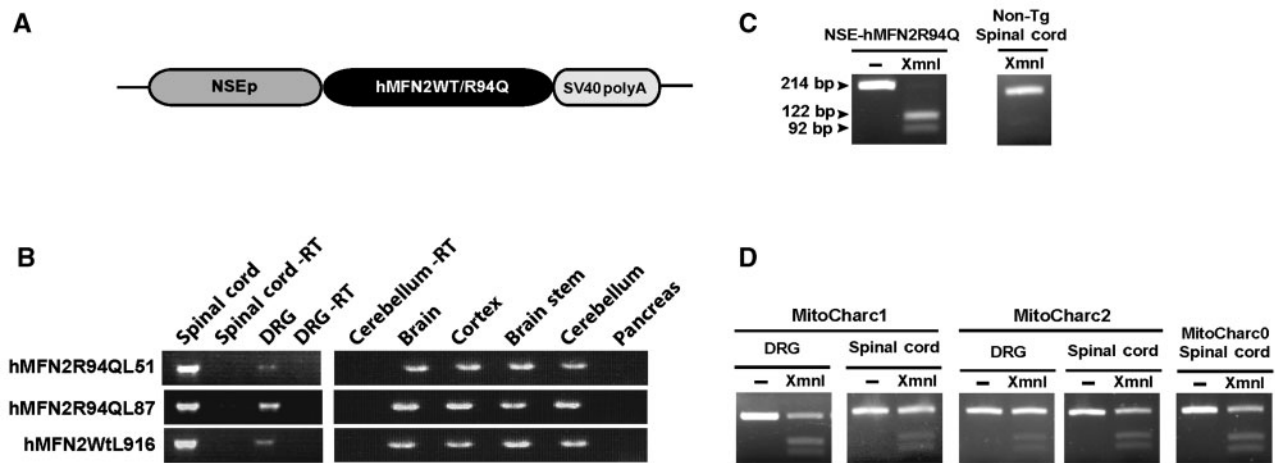 A
NSEp
hMFN2WT/R94Q
SV40 polyA
B
Spinal cord
Spinal cord -RT
DRG
DRG -RT
Cerebellum -RT
Brain
Cortex
Brain stem
Cerebellum
Pancreas
hMFN2R94QL51
hMFN2R94QL87
hMFN2WtL916
C
NSE-hMFN2R94Q
– XmnI
214 bp
122 bp
92 bp
Non-Tg
Spinal cord
XmnI
D
MitoCharc1
DRG Spinal cord
– XmnI – XmnI
MitoCharc2
DRG Spinal cord
– XmnI – XmnI
MitoCharc0
Spinal cord
– XmnI